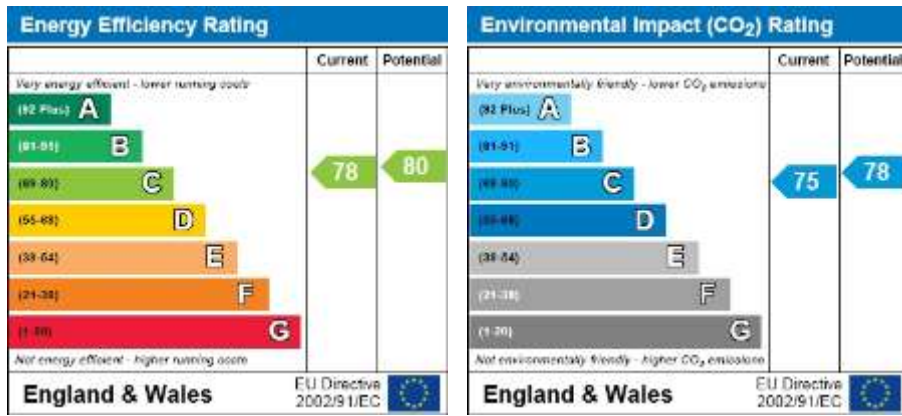 Energy Efficiency Rating
Current Potential
Very energy efficient - lower running costs
(92 Plus) A
(81-91) B
(69-80) C
(55-68) D
(39-54) E
(21-38) F
(1-20) G
78
80
Not energy efficient - higher running costs
England & Wales
EU Directive
2002/91/EC
Environmental Impact (CO₂) Rating
Current Potential
Very environmentally friendly - lower CO₂ emissions
(92 Plus) A
(81-91) B
(69-80) C
(55-68) D
(39-54) E
(21-38) F
(1-20) G
75
78
Not environmentally friendly - higher CO₂ emissions
England & Wales
EU Directive
2002/91/EC